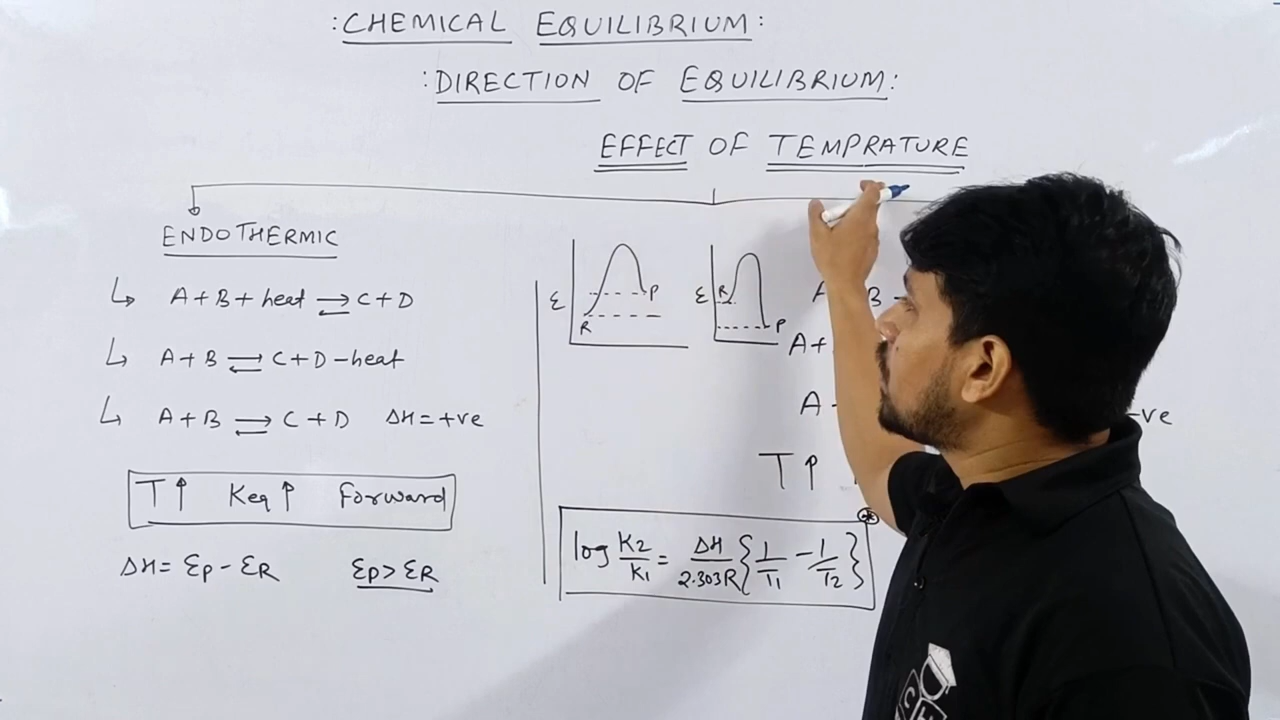 :CHEMICAL EQUILIBRIUM:
:DIRECTION OF EQUILIBRIUM:
EFFECT OF TEMPRATURE
ENDOTHERMIC
↳ A+B+heat ⇌ C+D
↳ A+B ⇌ C+D-heat
↳ A+B ⇌ C+D ΔH=+ve
T↑ Keq↑ Forward
ΔH= ƐP - ƐR ƐP > ƐR
Ɛ R P
Ɛ R P
B
A+
A
-ve
T↑
log K2/K1 = ΔH/2.303R {1/T1 - 1/T2}
CH